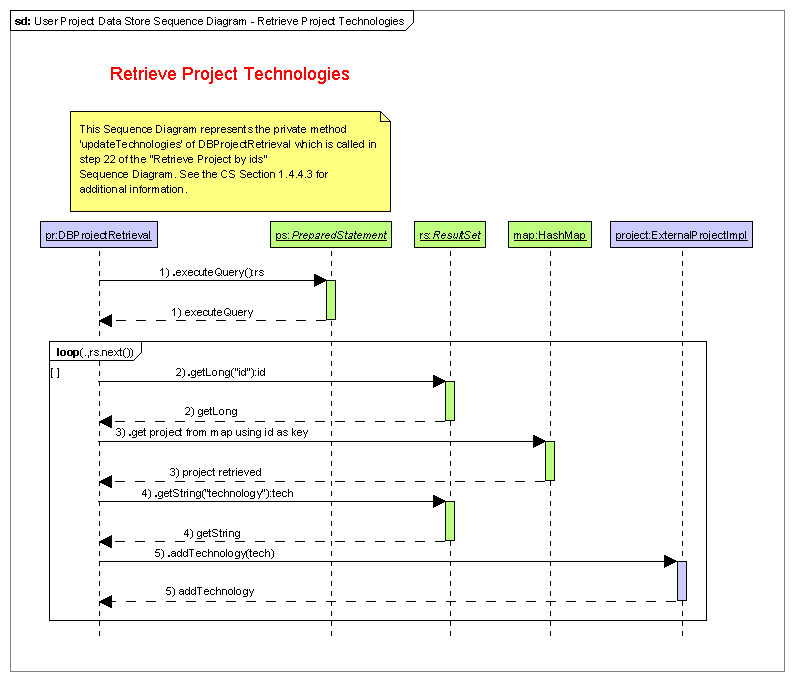 sd: User Project Data Store Sequence Diagram - Retrieve Project Technologies
Retrieve Project Technologies
This Sequence Diagram represents the private method
'updateTechnologies' of DBProjectRetrieval which is called in
step 22 of the "Retrieve Project by ids"
Sequence Diagram. See the CS Section 1.4.4.3 for
additional information.
pr:DBProjectRetrieval
ps:PreparedStatement
rs:ResultSet
map:HashMap
project:ExternalProjectImpl
1) .executeQuery():rs
1) executeQuery
loop(.,rs.next())
[ ]
2) .getLong("id"):id
2) getLong
3) .get project from map using id as key
3) project retrieved
4) .getString("technology"):tech
4) getString
5) .addTechnology(tech)
5) addTechnology